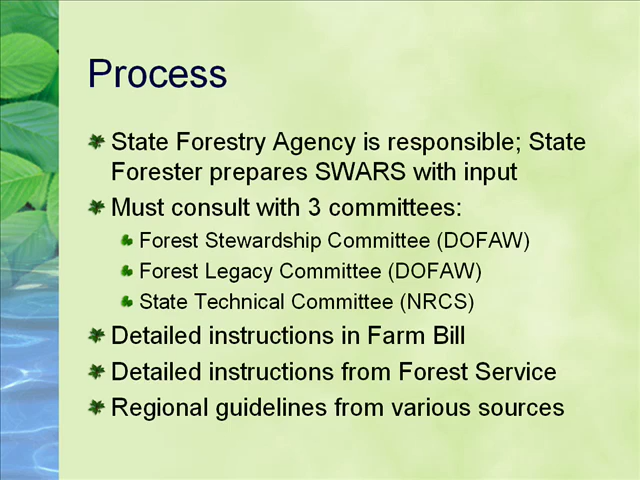 Process
State Forestry Agency is responsible; State
Forester prepares SWARS with input
Must consult with 3 committees:
Forest Stewardship Committee (DOFAW)
Forest Legacy Committee (DOFAW)
State Technical Committee (NRCS)
Detailed instructions in Farm Bill
Detailed instructions from Forest Service
Regional guidelines from various sources